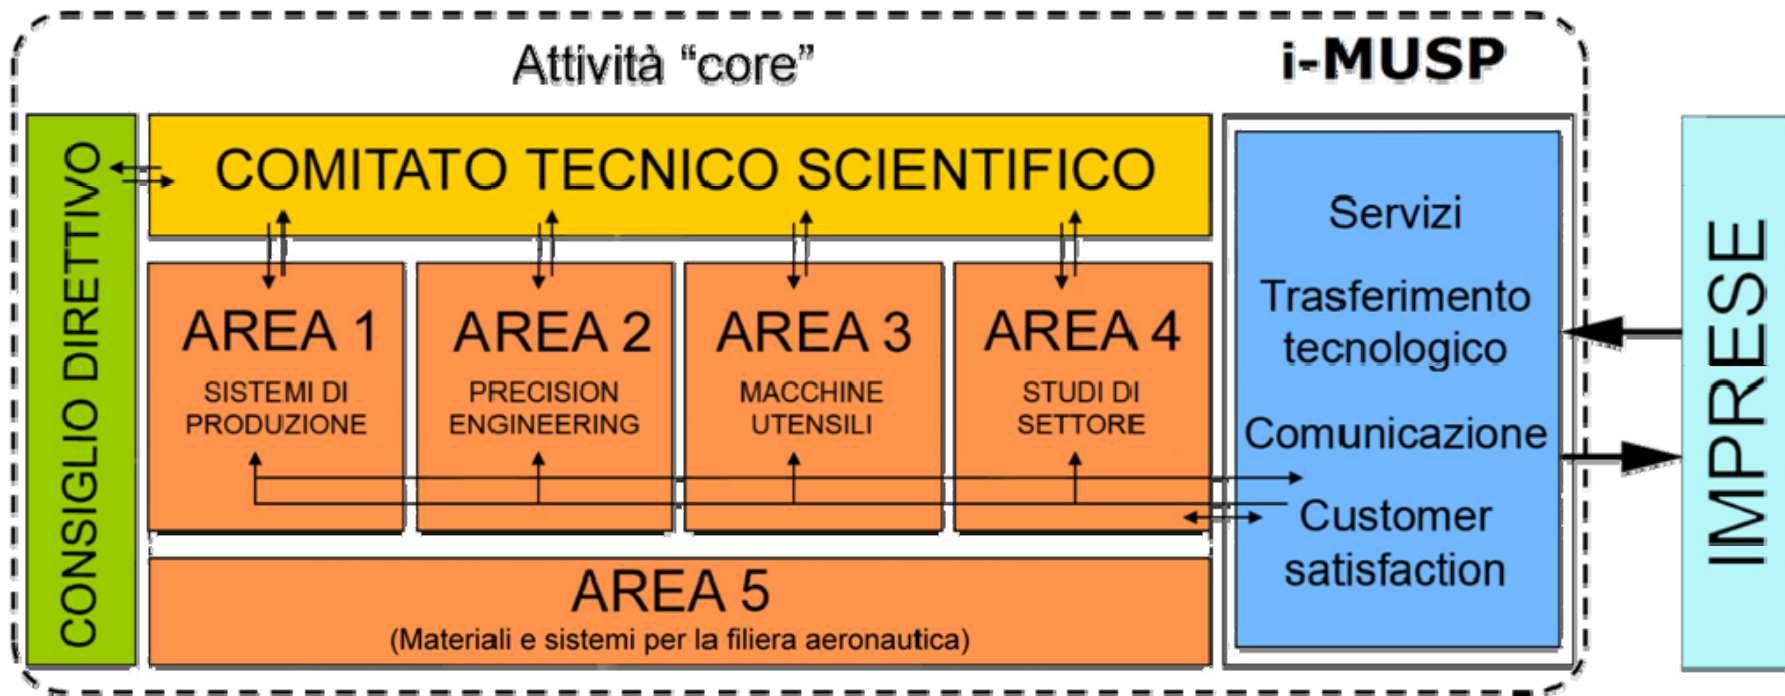 Attività “core”
i-MUSP
CONSIGLIO DIRETTIVO
COMITATO TECNICO SCIENTIFICO
AREA 1
SISTEMI DI
PRODUZIONE
AREA 2
PRECISION
ENGINEERING
AREA 3
MACCHINE
UTENSILI
AREA 4
STUDI DI
SETTORE
AREA 5
(Materiali e sistemi per la filiera aeronautica)
Servizi
Trasferimento
tecnologico
Comunicazione
Customer
satisfaction
IMPRESE